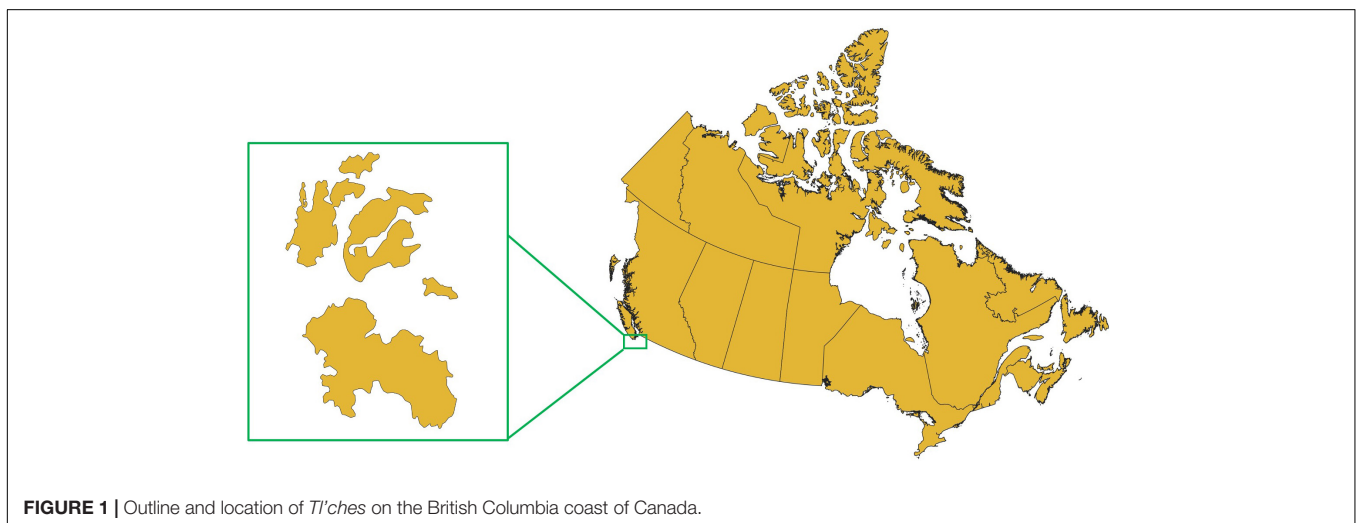 FIGURE 1 | Outline and location of Tl'ches on the British Columbia coast of Canada.